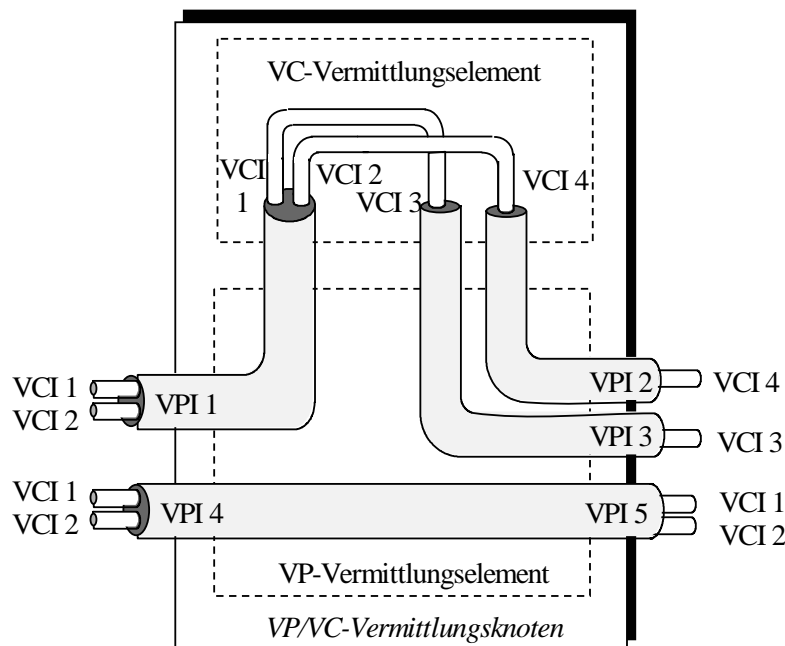 VC-Vermittlungselement
VCI
1
VCI 2
VCI 3
VCI 4
VCI 1
VCI 2
VPI 1
VPI 2
VCI 4
VPI 3
VCI 3
VCI 1
VCI 2
VPI 4
VPI 5
VCI 1
VCI 2
VP-Vermittlungselement
VP/VC-Vermittlungsknoten